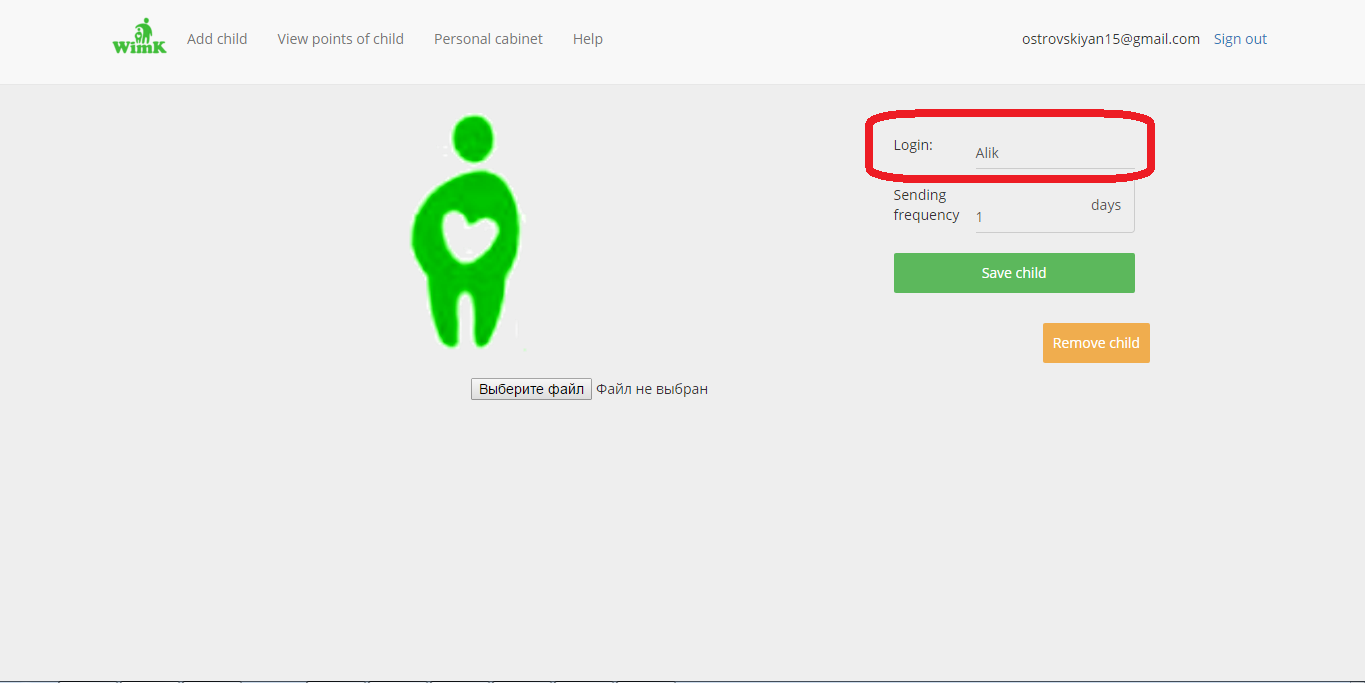 WimK Add child View points of child Personal cabinet Help ostrovskiyan15@gmail.com Sign out
Login: Alik
Sending frequency 1 days
Save child
Remove child
Выберите файл Файл не выбран